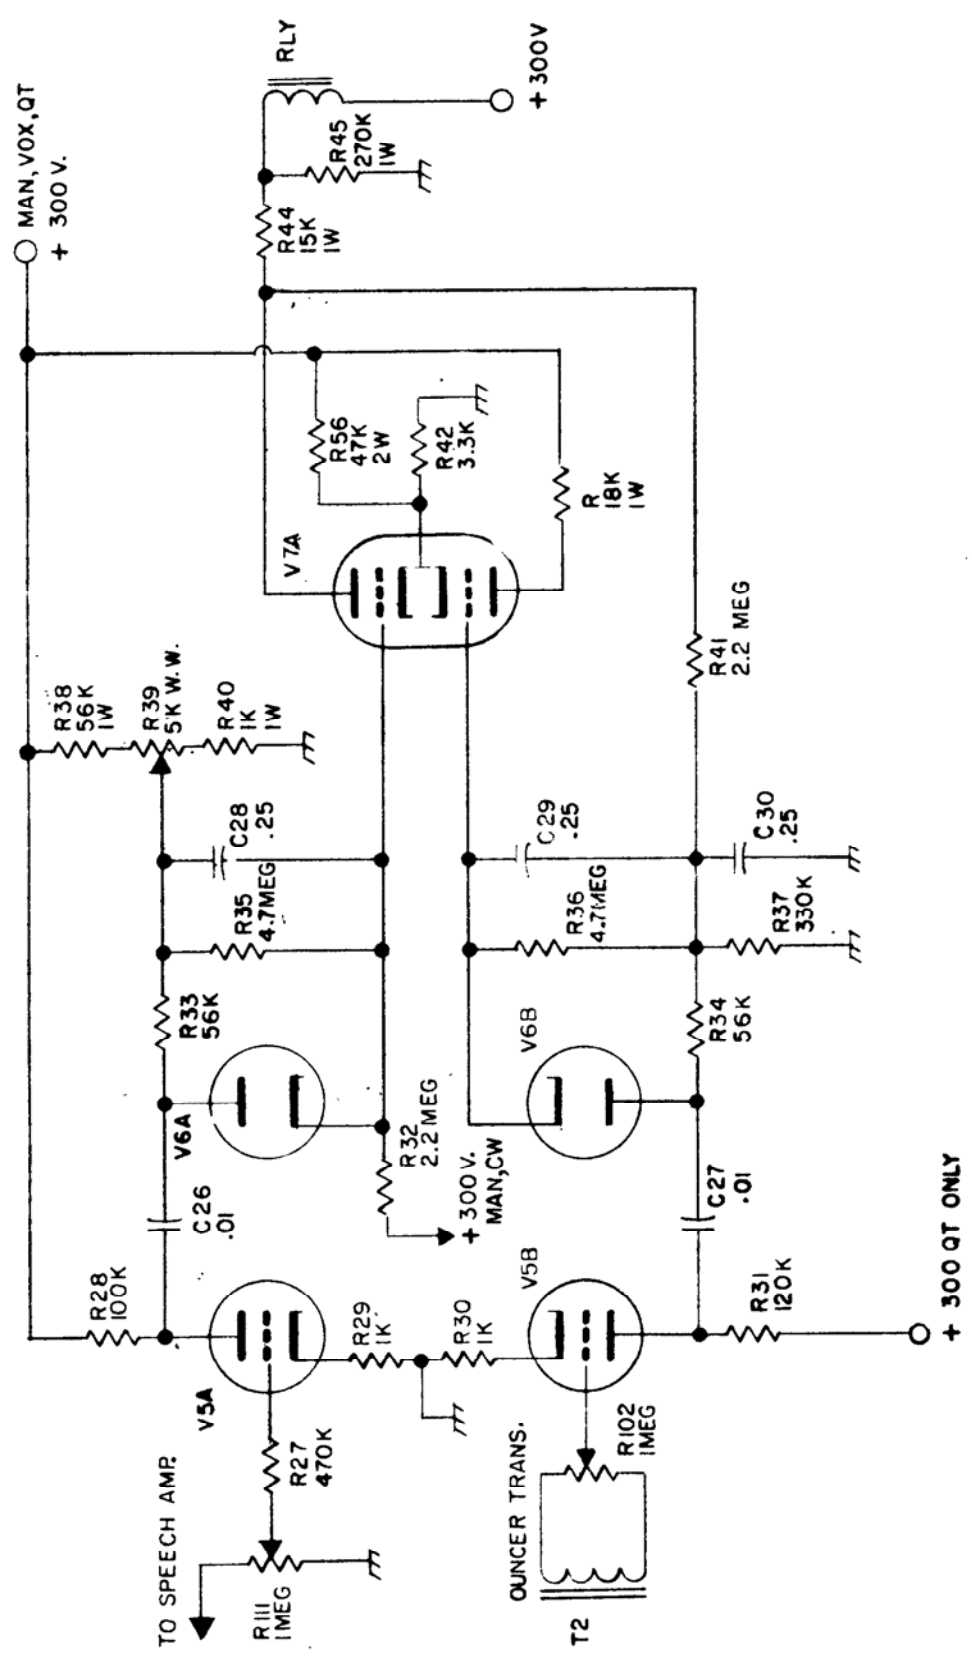 TO SPEECH AMP.
R111
1MEG
R27
470K
V5A
R28
100K
C26
.01
V6A
R33
56K
R35
4.7MEG
C28
.25
R38
56K
1W
R39
5K W.W.
R40
1K
1W
MAN,VOX,QT
+ 300 V.
V7A
R56
47K
2W
R42
3.3K
R
18K
1W
R44
15K
1W
R45
270K
1W
RLY
+300V
R29
1K
R30
1K
R32
2.2 MEG
+ 300 V.
MAN,CW
OUNCER TRANS.
T2
R102
1MEG
V5B
R31
120K
C27
.01
V6B
R34
56K
R36
4.7MEG
R37
330K
C29
.25
C30
.25
R41
2.2 MEG
+ 300 QT ONLY